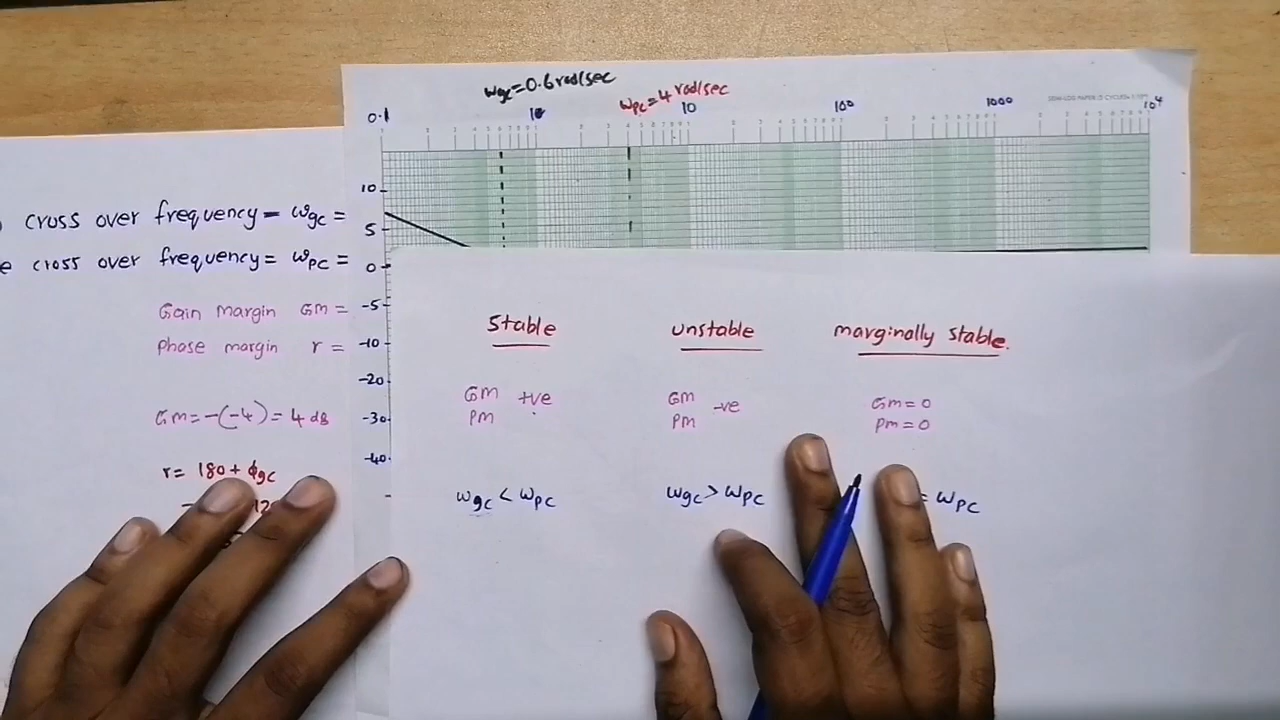 ωgc=0.6 rad/sec
ωpc=4 rad/sec
0.1 10 100 1000 10⁴
cross over frequency = ωgc =
cross over frequency = ωpc =
Gain margin Gm =
phase margin r =
Gm = -(-4) = 4 dB
r = 180 + ϕgc
10
5
0
-5
-10
-20
-30
-40
stable unstable marginally stable.
Gm +ve
Pm
Gm -ve
Pm
Gm = 0
Pm = 0
ωgc < ωpc ωgc > ωpc = ωpc